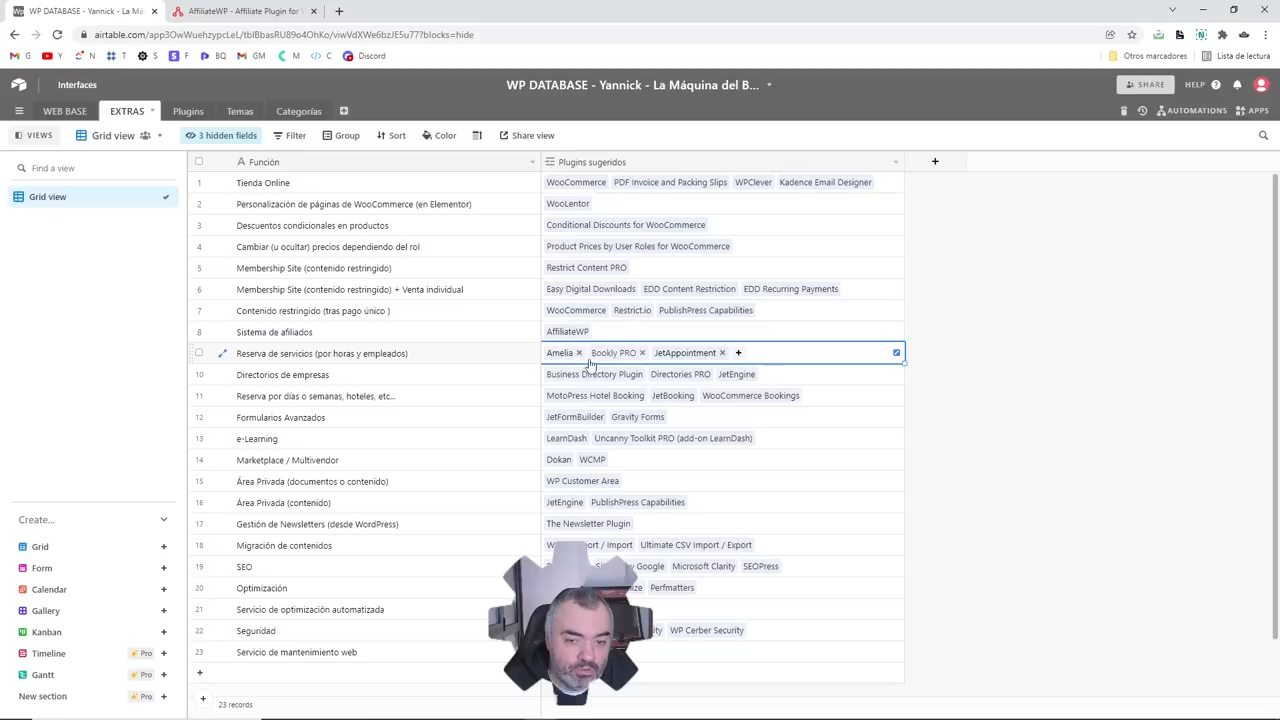 WP DATABASE - Yannick - La Má
AffiliateWP - Affiliate Plugin for
airtable.com/app3OwWuehzypcLeL/tblBbasRU89o4OhKo/viwVdXWe6bzJE5u77?blocks=hide
G Y N T S F BQ GM M C Discord
Otros marcadores
Lista de lectura
Interfaces
WP DATABASE - Yannick - La Máquina del B...
SHARE
HELP
WEB BASE
EXTRAS
Plugins
Temas
Categorías
AUTOMATIONS
APPS
VIEWS
Grid view
3 hidden fields
Filter
Group
Sort
Color
Share view
Find a view
Grid view
Función
Plugins sugeridos
1 Tienda Online WooCommerce PDF Invoice and Packing Slips WPClever Kadence Email Designer
2 Personalización de páginas de WooCommerce (en Elementor) WooLentor
3 Descuentos condicionales en productos Conditional Discounts for WooCommerce
4 Cambiar (u ocultar) precios dependiendo del rol Product Prices by User Roles for WooCommerce
5 Membership Site (contenido restringido) Restrict Content PRO
6 Membership Site (contenido restringido) + Venta individual Easy Digital Downloads EDD Content Restriction EDD Recurring Payments
7 Contenido restringido (tras pago único ) WooCommerce Restrict.io PublishPress Capabilities
8 Sistema de afiliados AffiliateWP
Reserva de servicios (por horas y empleados) Amelia Bookly PRO JetAppointment
10 Directorios de empresas Business Directory Plugin Directories PRO JetEngine
11 Reserva por días o semanas, hoteles, etc... MotoPress Hotel Booking JetBooking WooCommerce Bookings
12 Formularios Avanzados JetFormBuilder Gravity Forms
13 e-Learning LearnDash Uncanny Toolkit PRO (add-on LearnDash)
14 Marketplace / Multivendor Dokan WCMP
15 Área Privada (documentos o contenido) WP Customer Area
16 Área Privada (contenido) JetEngine PublishPress Capabilities
17 Gestión de Newsletters (desde WordPress) The Newsletter Plugin
18 Migración de contenidos ort / Import Ultimate CSV Import / Export
19 SEO by Google Microsoft Clarity SEOPress
20 Optimización Perfmatters
21 Servicio de optimización automatizada
22 Seguridad WP Cerber Security
23 Servicio de mantenimiento web
23 records
Create...
Grid
Form
Calendar
Gallery
Kanban
Timeline Pro
Gantt Pro
New section Pro